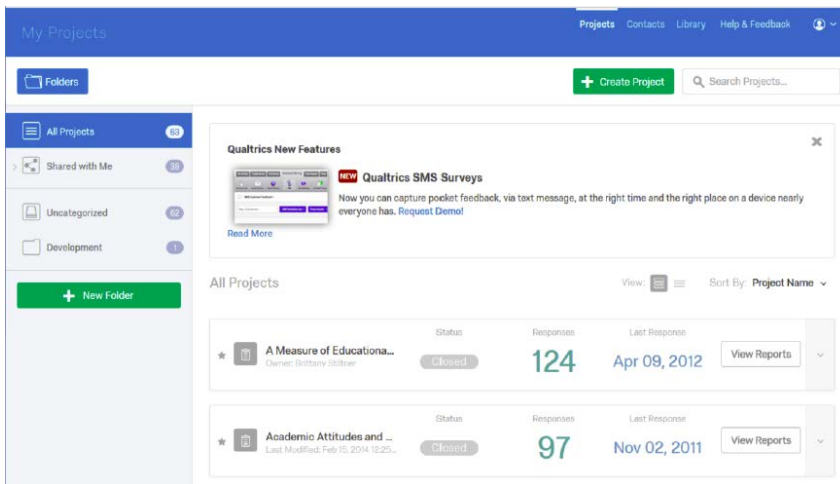 My Projects
Projects Contacts Library Help & Feedback
Folders
Create Project
Search Projects...
All Projects 63
Shared with Me 38
Uncategorized 62
Development 1
New Folder
Qualtrics New Features
NEW Qualtrics SMS Surveys
Now you can capture pocket feedback, via text message, at the right time and the right place on a device nearly
everyone has. Request Demo!
Read More
All Projects
View: Sort By: Project Name
Status Responses Last Response
A Measure of Educationa...
Owner: Brittany Stiltner
Closed 124 Apr 09, 2012 View Reports
Status Responses Last Response
Academic Attitudes and ...
Last Modified: Feb 15, 2014 12:25...
Closed 97 Nov 02, 2011 View Reports